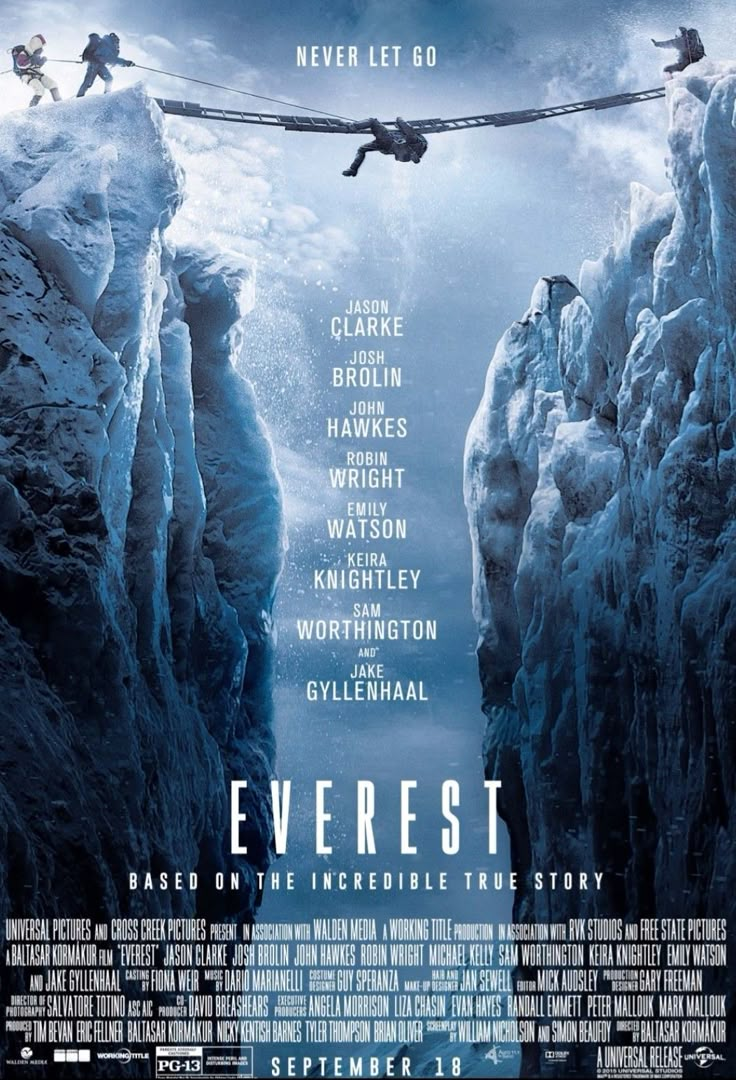 NEVER LET GO
JASON
CLARKE
JOSH
BROLIN
JOHN
HAWKES
ROBIN
WRIGHT
EMILY
WATSON
KEIRA
KNIGHTLEY
SAM
WORTHINGTON
AND
JAKE
GYLLENHAAL
EVEREST
BASED ON THE INCREDIBLE TRUE STORY
UNIVERSAL PICTURES AND CROSS CREEK PICTURES PRESENT IN ASSOCIATION WITH WALDEN MEDIA A WORKING TITLE PRODUCTION IN ASSOCIATION WITH RVK STUDIOS AND FREE STATE PICTURES
A BALTASAR KORMÁKUR FILM "EVEREST" JASON CLARKE JOSH BROLIN JOHN HAWKES ROBIN WRIGHT MICHAEL KELLY SAM WORTHINGTON KEIRA KNIGHTLEY EMILY WATSON
AND JAKE GYLLENHAAL CASTING BY FIONA WEIR MUSIC BY DARIO MARIANELLI COSTUME DESIGNER GUY SPERANZA HAIR AND MAKE-UP DESIGNER JAN SEWELL EDITOR MICK AUDSLEY PRODUCTION DESIGNER GARY FREEMAN
DIRECTOR OF PHOTOGRAPHY SALVATORE TOTINO ASC AIC CO-PRODUCER DAVID BREASHEARS EXECUTIVE PRODUCERS ANGELA MORRISON LIZA CHASIN EVAN HAYES RANDALL EMMETT PETER MALLOUK MARK MALLOUK
PRODUCED BY TIM BEVAN ERIC FELLNER BALTASAR KORMÁKUR NICKY KENTISH BARNES TYLER THOMPSON BRIAN OLIVER SCREENPLAY BY WILLIAM NICHOLSON AND SIMON BEAUFOY DIRECTED BY BALTASAR KORMÁKUR
WALDEN MEDIA WORKING TITLE PG-13 SEPTEMBER 18 A UNIVERSAL RELEASE UNIVERSAL
© 2015 UNIVERSAL STUDIOS